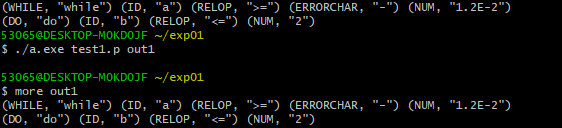 (WHILE, "while") (ID, "a") (RELOP, ">=") (ERRORCHAR, "-") (NUM, "1.2E-2")
(DO, "do") (ID, "b") (RELOP, "<=") (NUM, "2")
53065@DESKTOP-MOKDOJF ~/exp01
$ ./a.exe test1.p out1
53065@DESKTOP-MOKDOJF ~/exp01
$ more out1
(WHILE, "while") (ID, "a") (RELOP, ">=") (ERRORCHAR, "-") (NUM, "1.2E-2")
(DO, "do") (ID, "b") (RELOP, "<=") (NUM, "2")